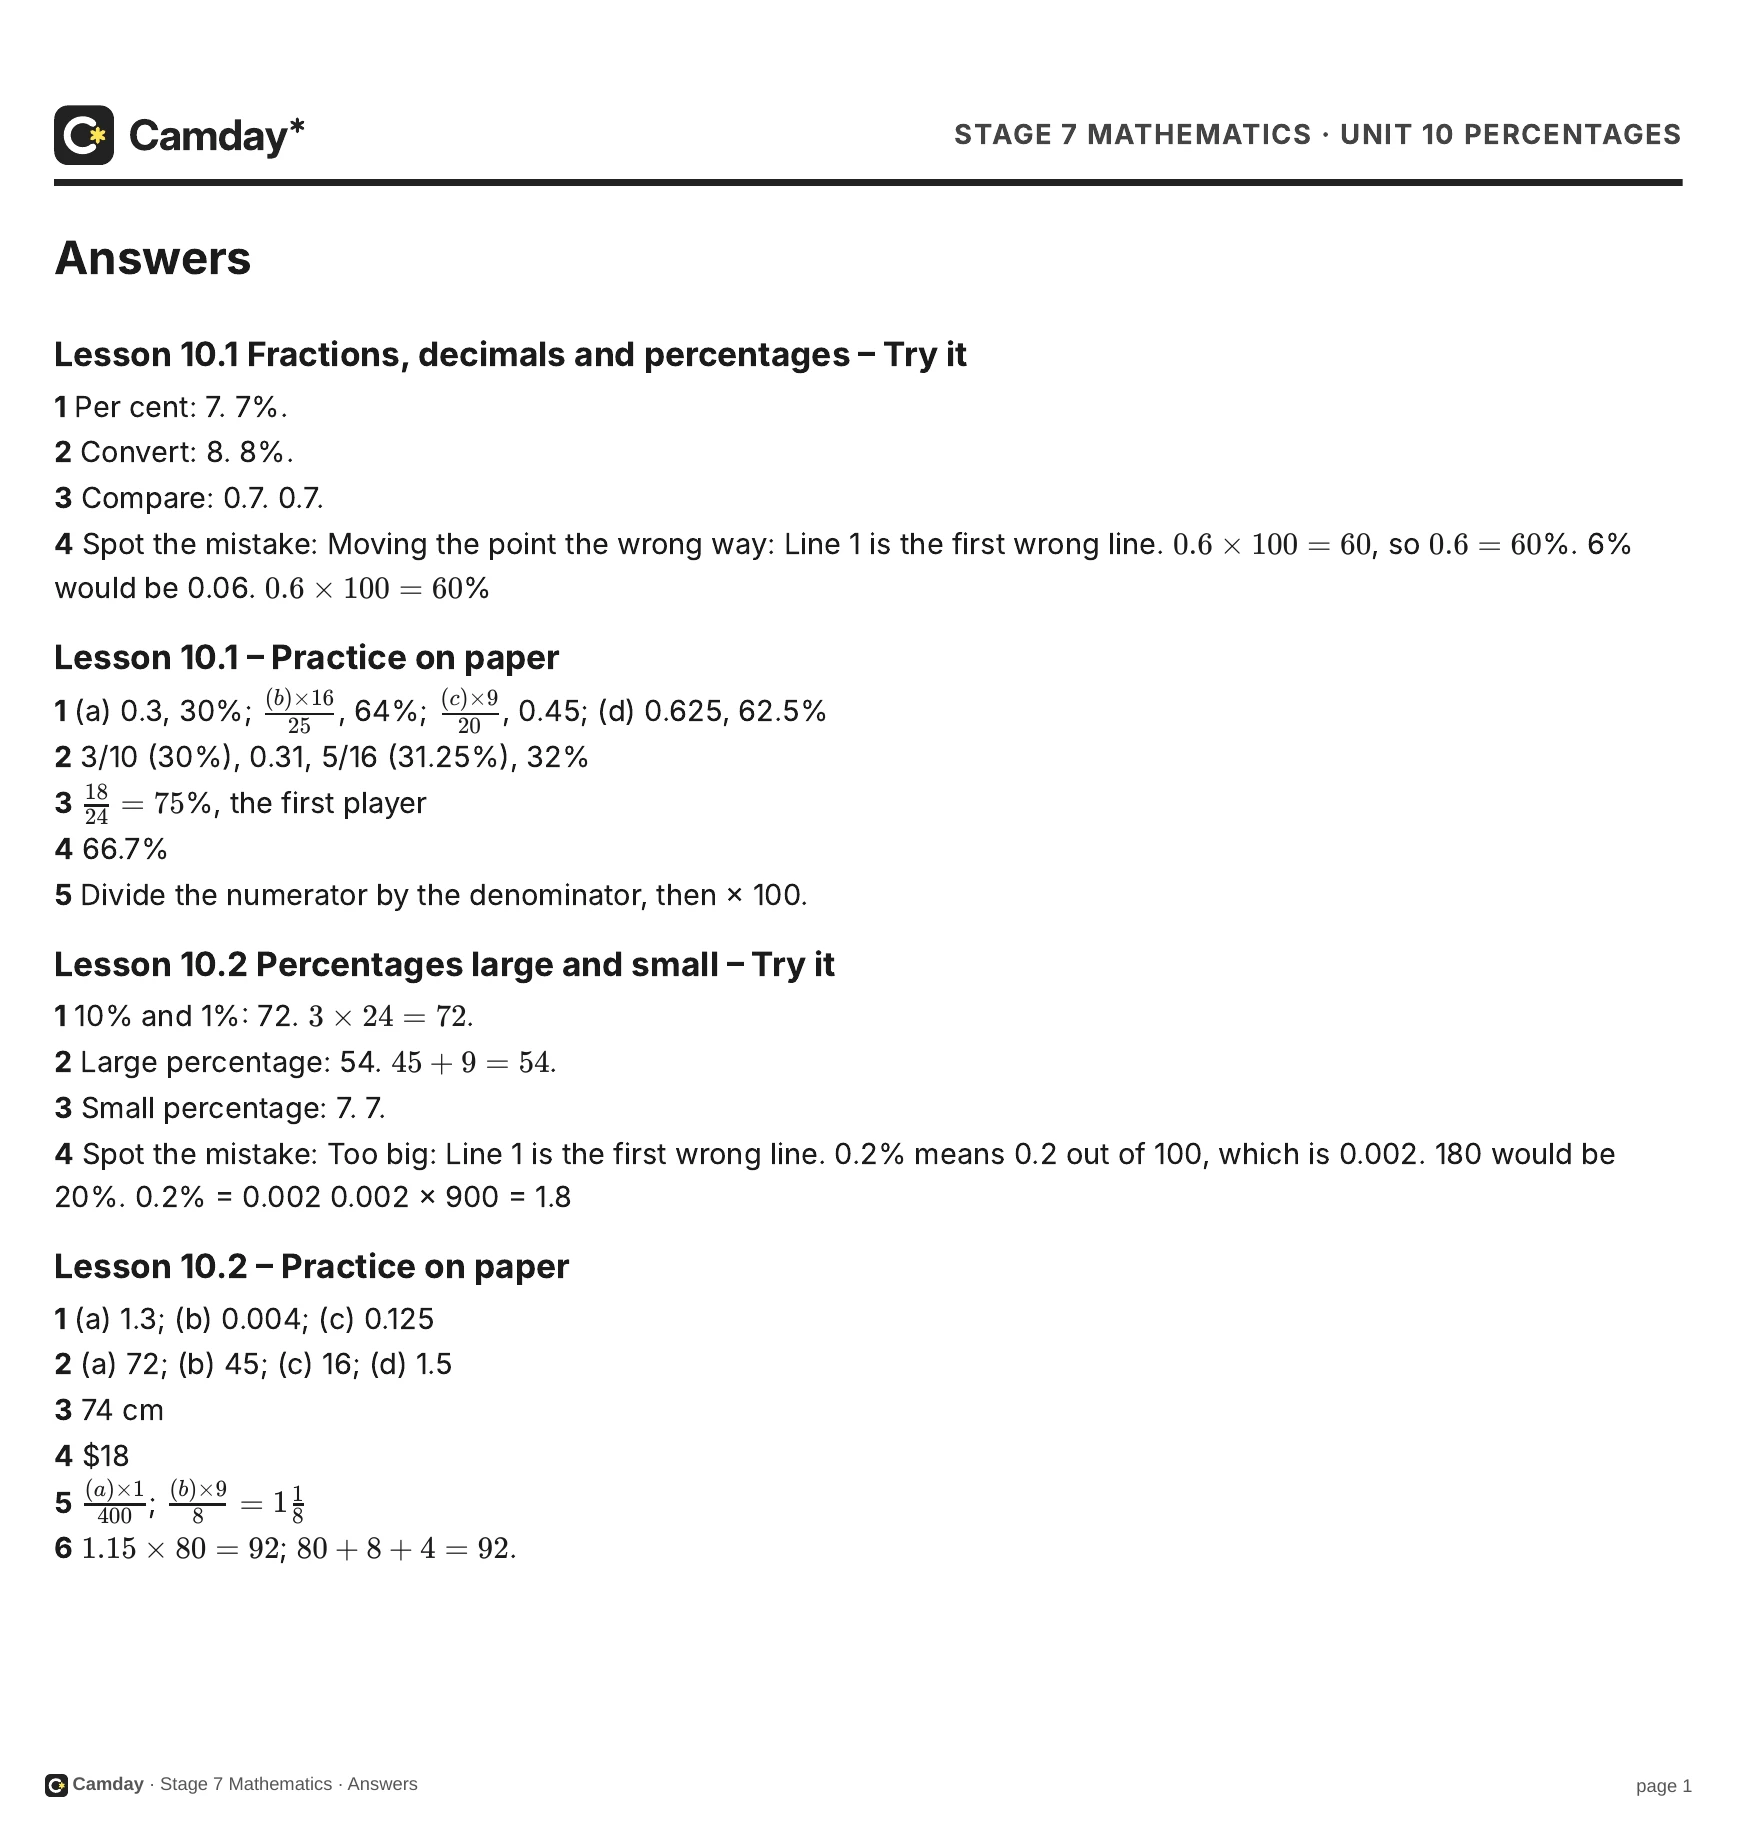 Camday*
STAGE 7 MATHEMATICS · UNIT 10 PERCENTAGES
Answers
Lesson 10.1 Fractions, decimals and percentages – Try it
1 Per cent: 7. 7%.
2 Convert: 8. 8%.
3 Compare: 0.7. 0.7.
4 Spot the mistake: Moving the point the wrong way: Line 1 is the first wrong line. 0.6 × 100 = 60, so 0.6 = 60%. 6%
would be 0.06. 0.6 × 100 = 60%
Lesson 10.1 – Practice on paper
1 (a) 0.3, 30%; (b)×16/25, 64%; (c)×9/20, 0.45; (d) 0.625, 62.5%
2 3/10 (30%), 0.31, 5/16 (31.25%), 32%
3 18/24 = 75%, the first player
4 66.7%
5 Divide the numerator by the denominator, then × 100.
Lesson 10.2 Percentages large and small – Try it
1 10% and 1%: 72. 3 × 24 = 72.
2 Large percentage: 54. 45 + 9 = 54.
3 Small percentage: 7. 7.
4 Spot the mistake: Too big: Line 1 is the first wrong line. 0.2% means 0.2 out of 100, which is 0.002. 180 would be
20%. 0.2% = 0.002 0.002 × 900 = 1.8
Lesson 10.2 – Practice on paper
1 (a) 1.3; (b) 0.004; (c) 0.125
2 (a) 72; (b) 45; (c) 16; (d) 1.5
3 74 cm
4 $18
5 (a)×1/400; (b)×9/8 = 1 1/8
6 1.15 × 80 = 92; 80 + 8 + 4 = 92.
Camday · Stage 7 Mathematics · Answers
page 1